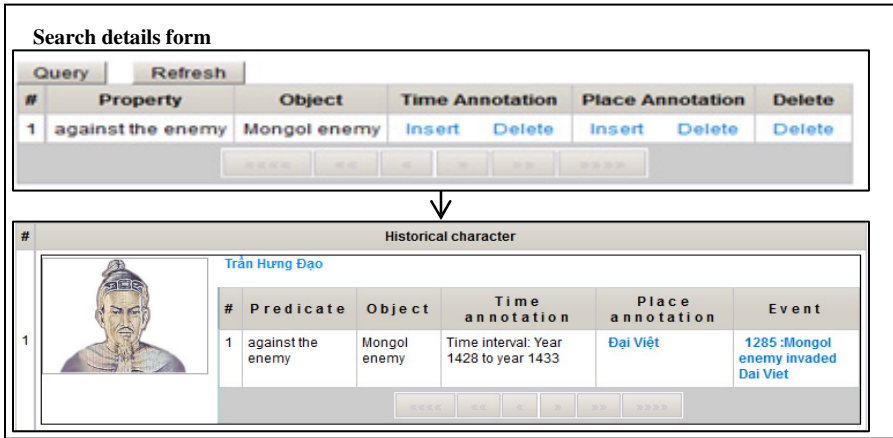 Search details form
Query Refresh
# Property Object Time Annotation Place Annotation Delete
1 against the enemy Mongol enemy Insert Delete Insert Delete Delete
<<<< << < > >> >>>>
# Historical character
Trần Hưng Đạo
# Predicate Object Time annotation Place annotation Event
1 1 against the enemy Mongol enemy Time interval: Year 1428 to year 1433 Đại Việt 1285 :Mongol enemy invaded Dai Viet
<<<< << < > >> >>>>